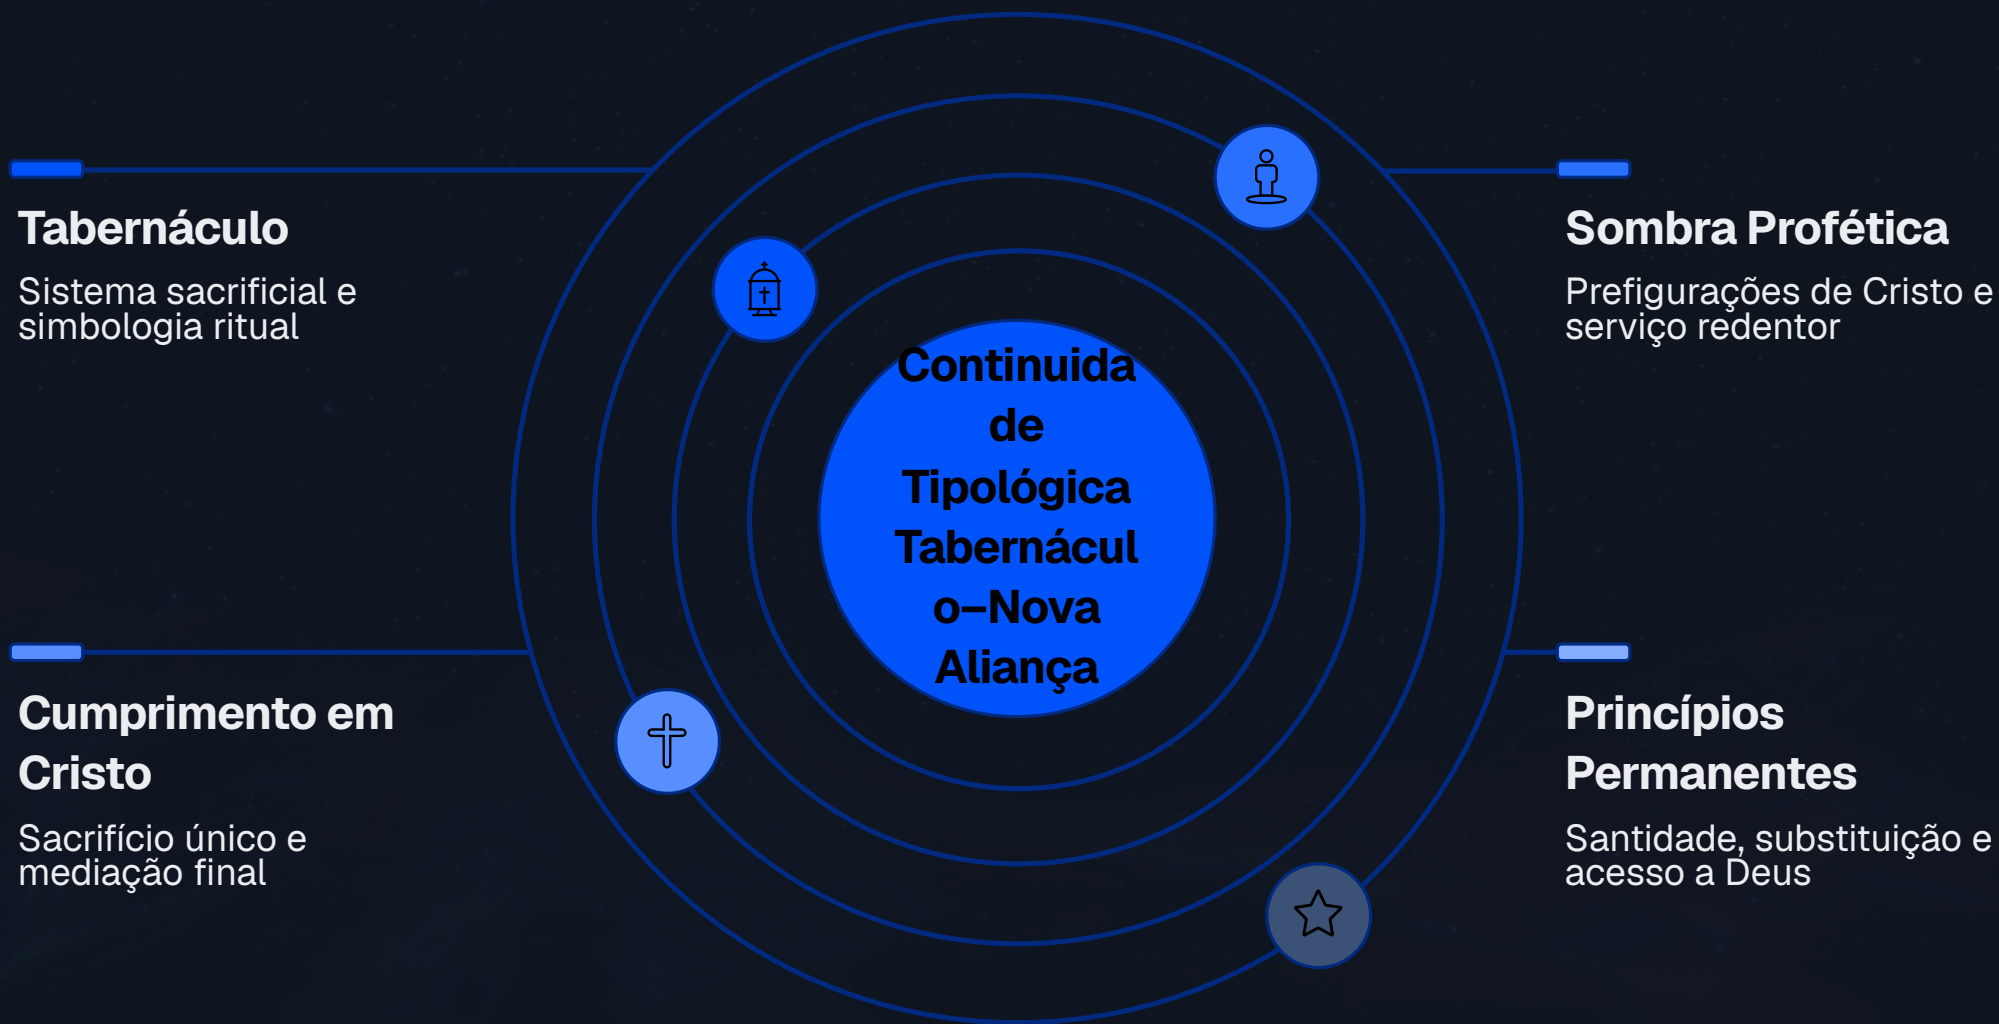 Tabernáculo
Sistema sacrificial e
simbologia ritual
Sombra Profética
Prefigurações de Cristo e
serviço redentor
Continuida
de
Tipológica
Tabernácul
o–Nova
Aliança
Cumprimento em
Cristo
Sacrifício único e
mediação final
Princípios
Permanentes
Santidade, substituição e
acesso a Deus